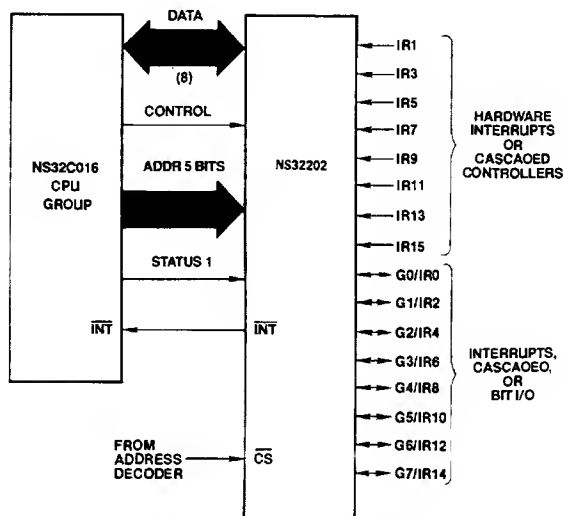 DATA
(8)
CONTROL
ADDR 5 BITS
STATUS 1
NS32C016
CPU
GROUP
INT
NS32202
INT
CS
FROM
ADDRESS
DECODER
IR1
IR3
IR5
IR7
IR9
IR11
IR13
IR15
G0/IR0
G1/IR2
G2/IR4
G3/IR6
G4/IR8
G5/IR10
G6/IR12
G7/IR14
HARDWARE
INTERRUPTS
OR
CASCAOED
CONTROLLERS
INTERRUPTS,
CASCAOEO,
OR
BIT I/O